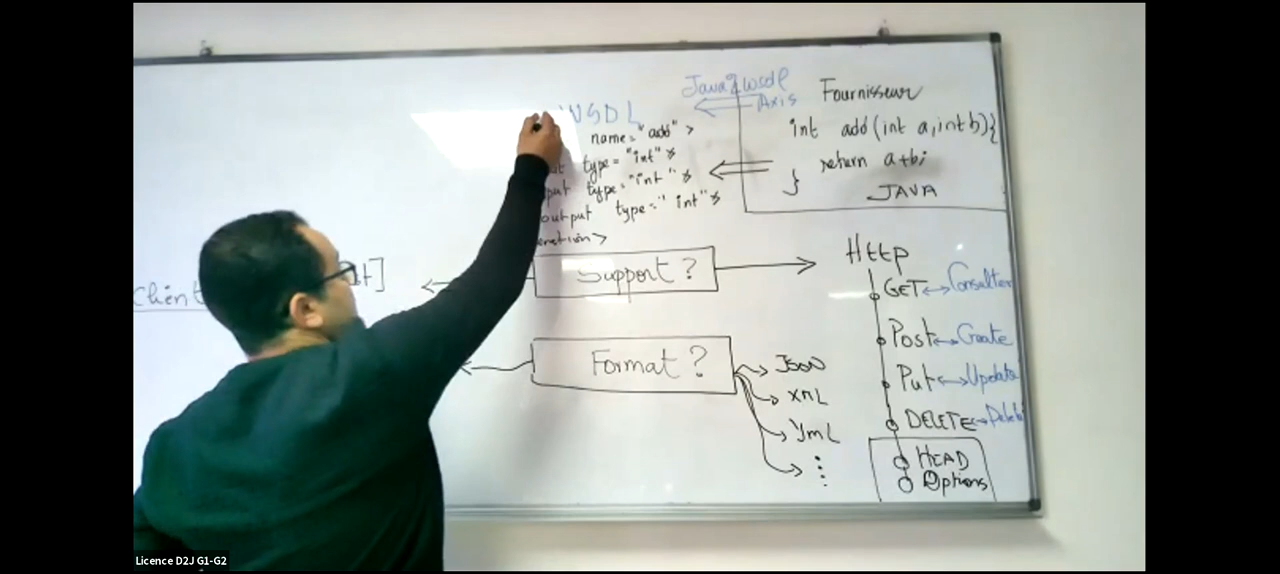 Java2wsdl
Axis
WSDL
name="add">
type="int"
put type="int"
output type="int"
eration>
Fournisseur
int add(int a, int b){
return a+b;
}
JAVA
Client
Support ?
Http
GET ↔ Consulter
Post ↔ Create
Put ↔ Update
DELETE ↔ Delete
HEAD
Options
Format ?
JSON
XML
YML
Licence D2J G1-G2